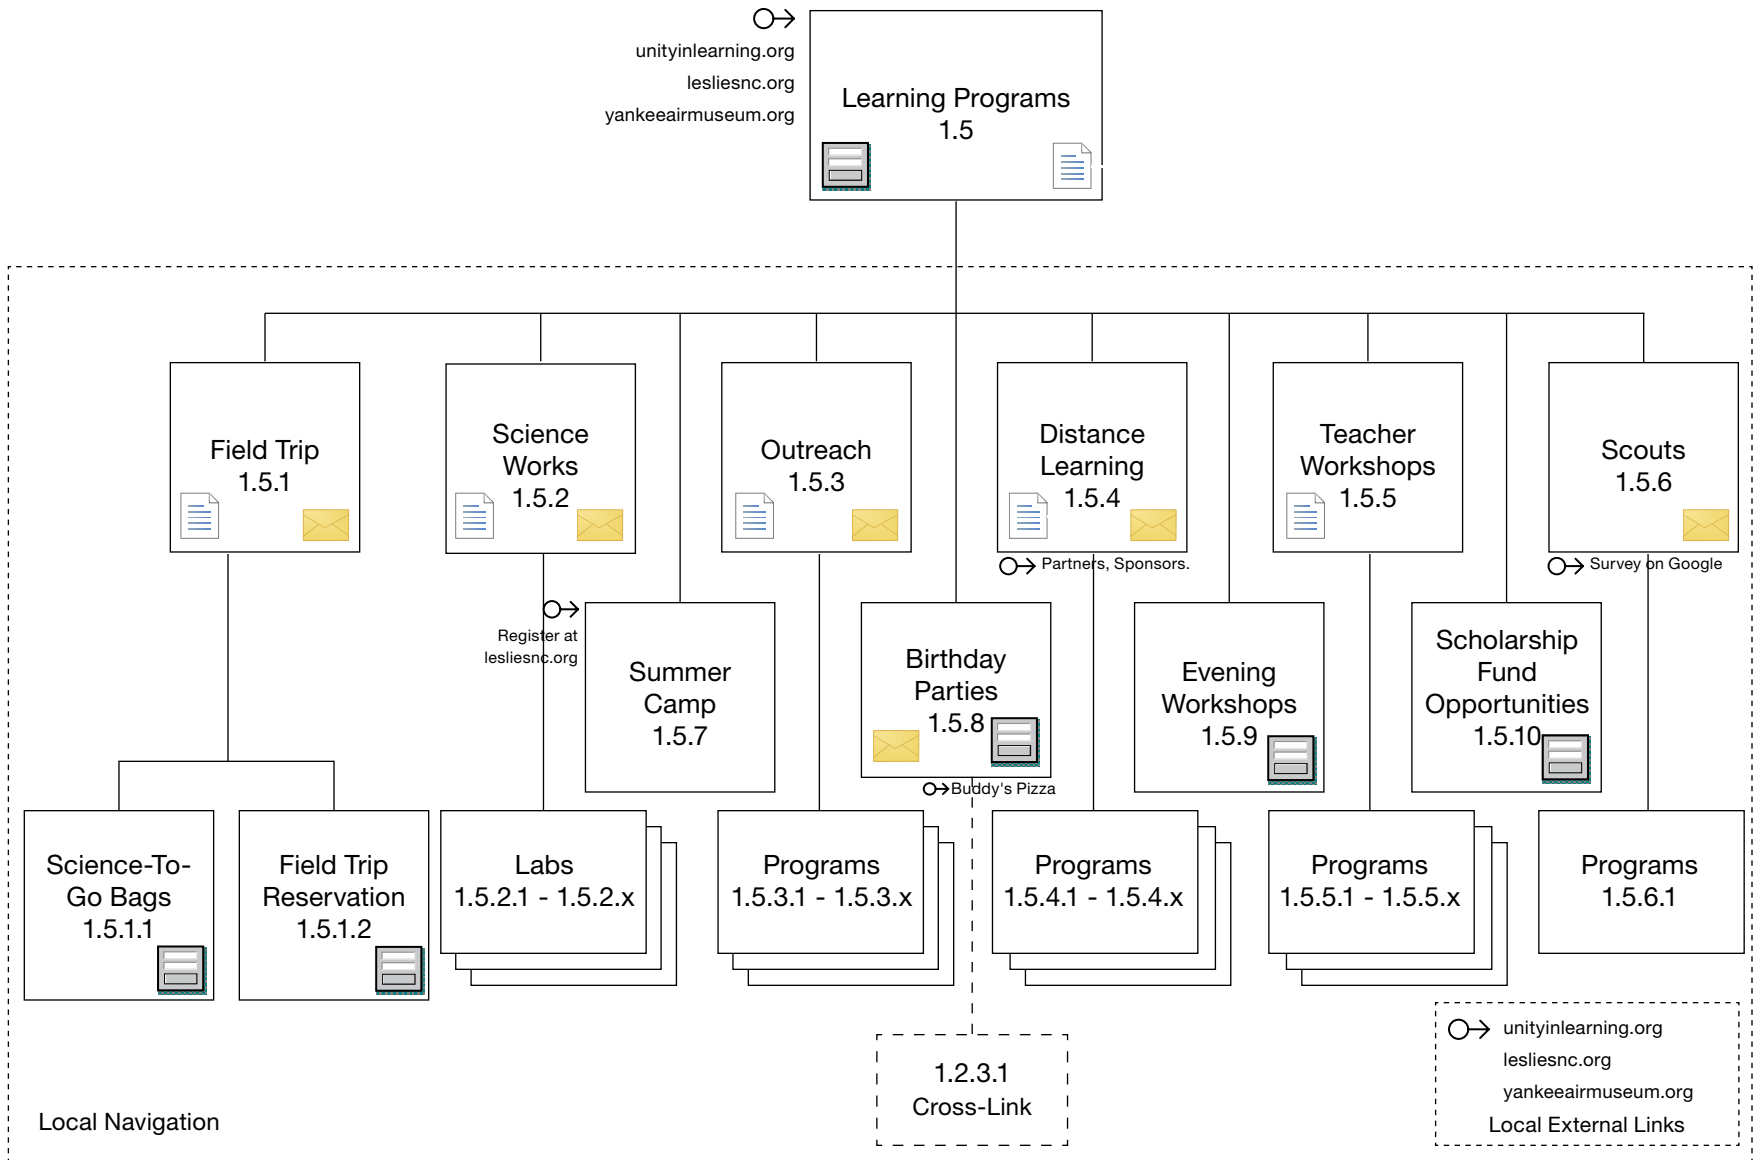 unityinlearning.org
lesliesnc.org
yankeeairmuseum.org
Learning Programs
1.5
Field Trip
1.5.1
Science
Works
1.5.2
Outreach
1.5.3
Distance
Learning
1.5.4
Teacher
Workshops
1.5.5
Scouts
1.5.6
Partners, Sponsors.
Survey on Google
Register at
lesliesnc.org
Summer
Camp
1.5.7
Birthday
Parties
1.5.8
Buddy's Pizza
Evening
Workshops
1.5.9
Scholarship
Fund
Opportunities
1.5.10
Science-To-
Go Bags
1.5.1.1
Field Trip
Reservation
1.5.1.2
Labs
1.5.2.1 - 1.5.2.x
Programs
1.5.3.1 - 1.5.3.x
Programs
1.5.4.1 - 1.5.4.x
Programs
1.5.5.1 - 1.5.5.x
Programs
1.5.6.1
1.2.3.1
Cross-Link
unityinlearning.org
lesliesnc.org
yankeeairmuseum.org
Local External Links
Local Navigation